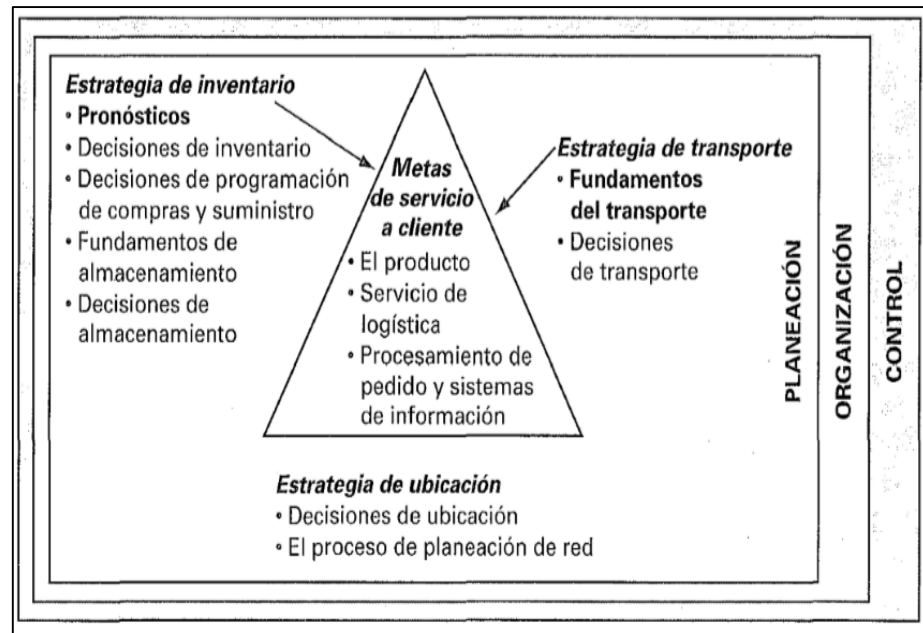 Estrategia de inventario
• Pronósticos
• Decisiones de inventario
• Decisiones de programación
de compras y suministro
• Fundamentos de
almacenamiento
• Decisiones de
almacenamiento
Metas
de servicio
a cliente
• El producto
• Servicio de
logística
• Procesamiento de
pedido y sistemas
de información
Estrategia de transporte
• Fundamentos
del transporte
• Decisiones
de transporte
Estrategia de ubicación
• Decisiones de ubicación
• El proceso de planeación de red
PLANEACIÓN
ORGANIZACIÓN
CONTROL